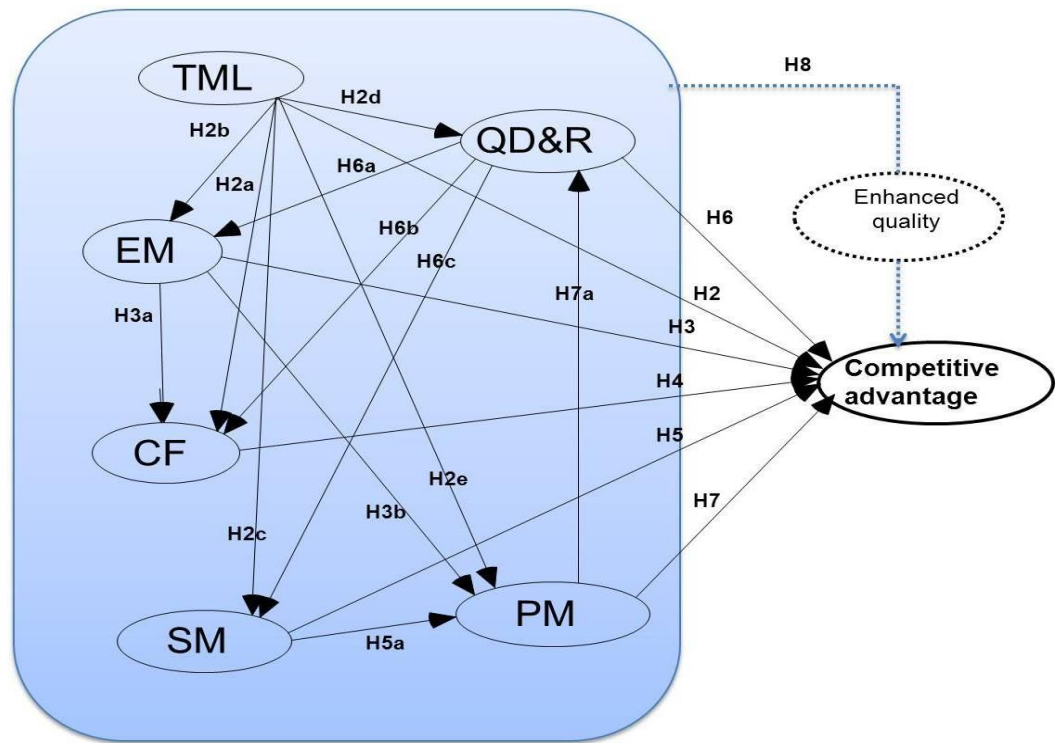 H8
TML
H2d
H2b
QD&R
H6a
H2a
Enhanced
quality
H6b
H6
EM
H6c
H7a
H2
H3a
H3
Competitive
advantage
H4
H5
CF
H2e
H7
H3b
H2c
PM
SM
H5a